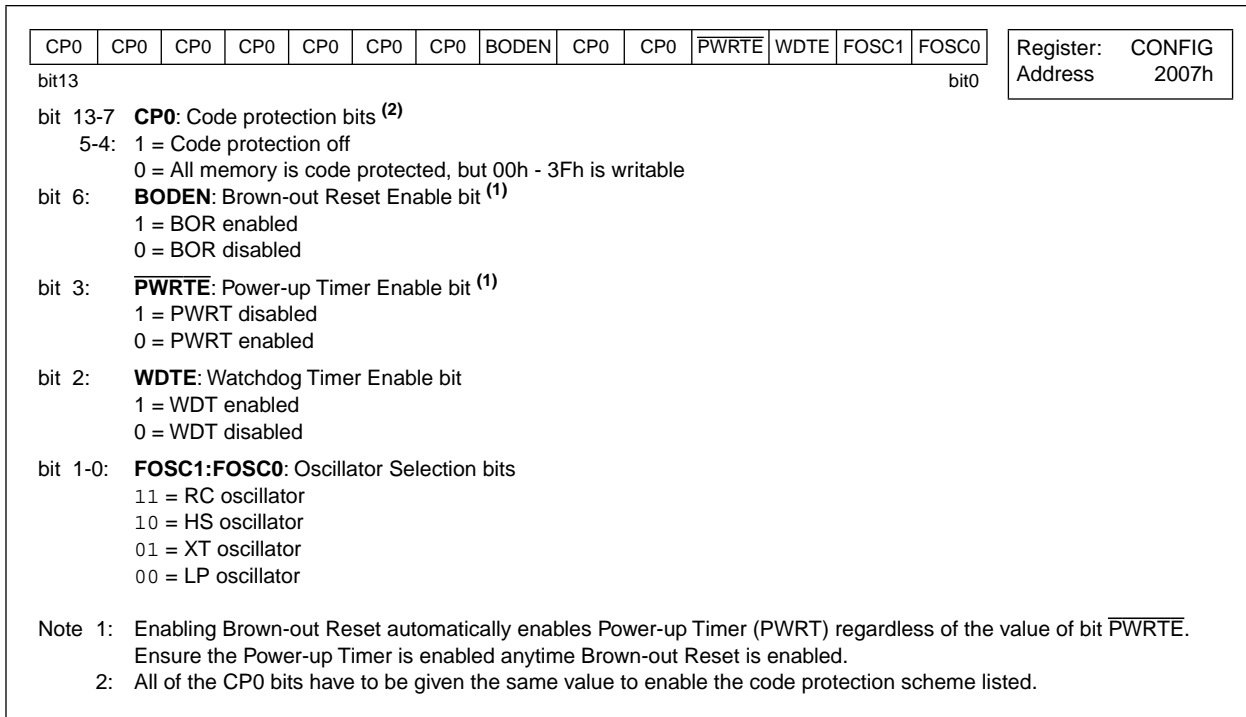 CP0 CP0 CP0 CP0 CP0 CP0 CP0 BODEN CP0 CP0 PWRTE WDTE FOSC1 FOSC0
Register: CONFIG
Address 2007h
bit13 bit0
bit 13-7 CP0: Code protection bits (2)
5-4: 1 = Code protection off
0 = All memory is code protected, but 00h - 3Fh is writable
bit 6: BODEN: Brown-out Reset Enable bit (1)
1 = BOR enabled
0 = BOR disabled
bit 3: PWRTE: Power-up Timer Enable bit (1)
1 = PWRT disabled
0 = PWRT enabled
bit 2: WDTE: Watchdog Timer Enable bit
1 = WDT enabled
0 = WDT disabled
bit 1-0: FOSC1:FOSC0: Oscillator Selection bits
11 = RC oscillator
10 = HS oscillator
01 = XT oscillator
00 = LP oscillator
Note 1: Enabling Brown-out Reset automatically enables Power-up Timer (PWRT) regardless of the value of bit PWRTE.
Ensure the Power-up Timer is enabled anytime Brown-out Reset is enabled.
2: All of the CP0 bits have to be given the same value to enable the code protection scheme listed.